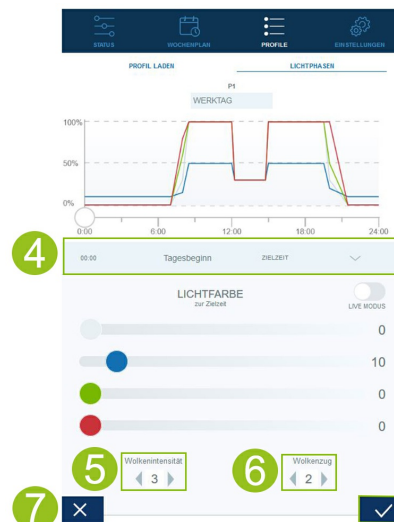 STATUS WOCHENPLAN PROFILE EINSTELLUNGEN
PROFIL LADEN LICHTPHASEN
P1
WERKTAG
100%
50%
0%
0:00 6:00 12:00 18:00 24:00
4
00:00 Tagesbeginn ZIELZEIT
LICHTFARBE
zur Zielzeit
LIVE MODUS
0
10
0
0
5 Wolkenintensität
3
6 Wolkenzug
2
7